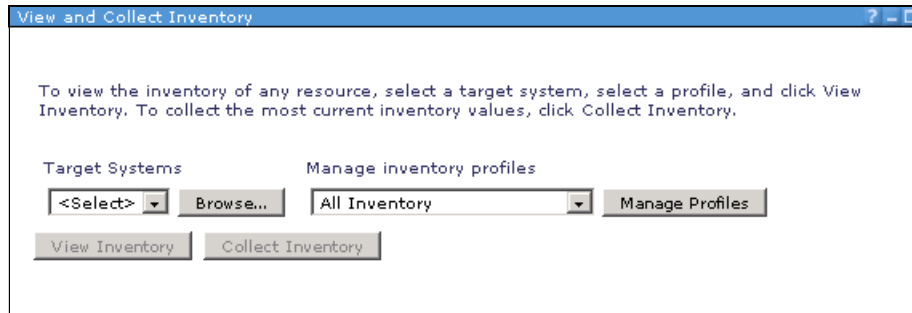 View and Collect Inventory ?
To view the inventory of any resource, select a target system, select a profile, and click View
Inventory. To collect the most current inventory values, click Collect Inventory.
Target Systems Manage inventory profiles
<Select> Browse... All Inventory Manage Profiles
View Inventory Collect Inventory